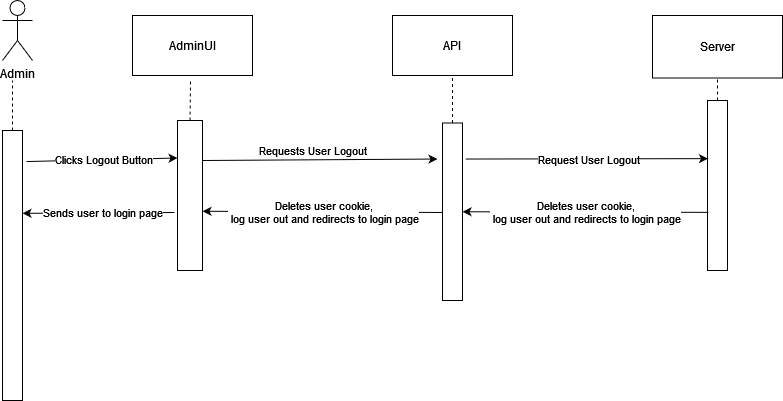 Admin
AdminUI
API
Server
Clicks Logout Button
Requests User Logout
Request User Logout
Sends user to login page
Deletes user cookie,
log user out and redirects to login page
Deletes user cookie,
log user out and redirects to login page